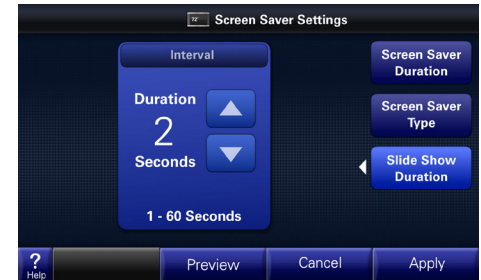 72°
Screen Saver Settings
Interval
Duration
2
Seconds
1 - 60 Seconds
Screen Saver
Duration
Screen Saver
Type
Slide Show
Duration
?
Help
Preview
Cancel
Apply